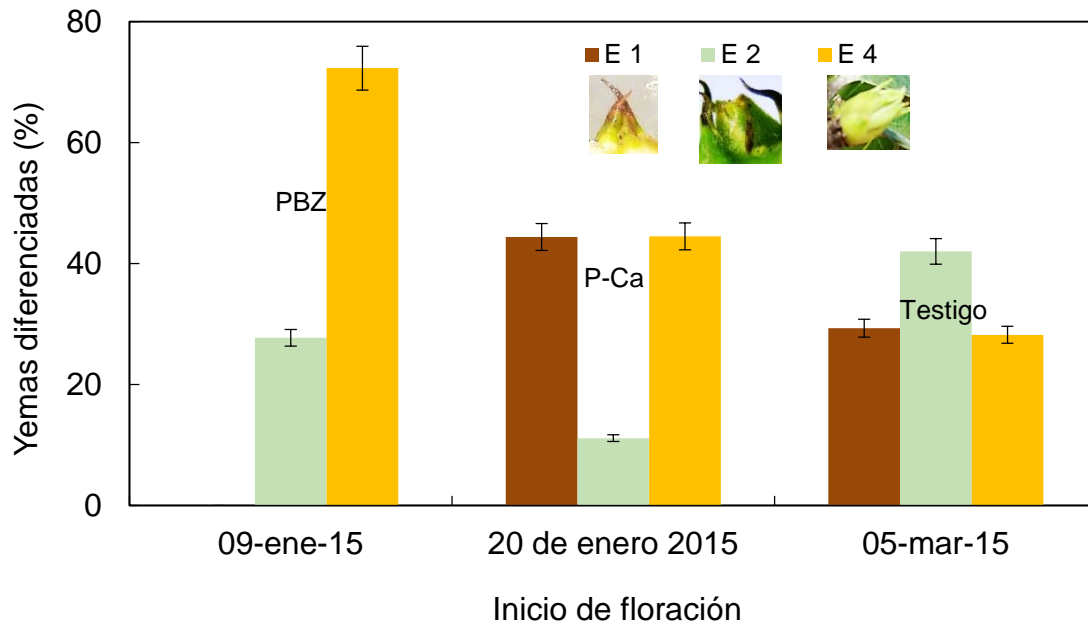 Yemas diferenciadas (%)
80
60
40
20
0
E 1
E 2
E 4
PBZ
P-Ca
Testigo
09-ene-15
20 de enero 2015
05-mar-15
Inicio de floración